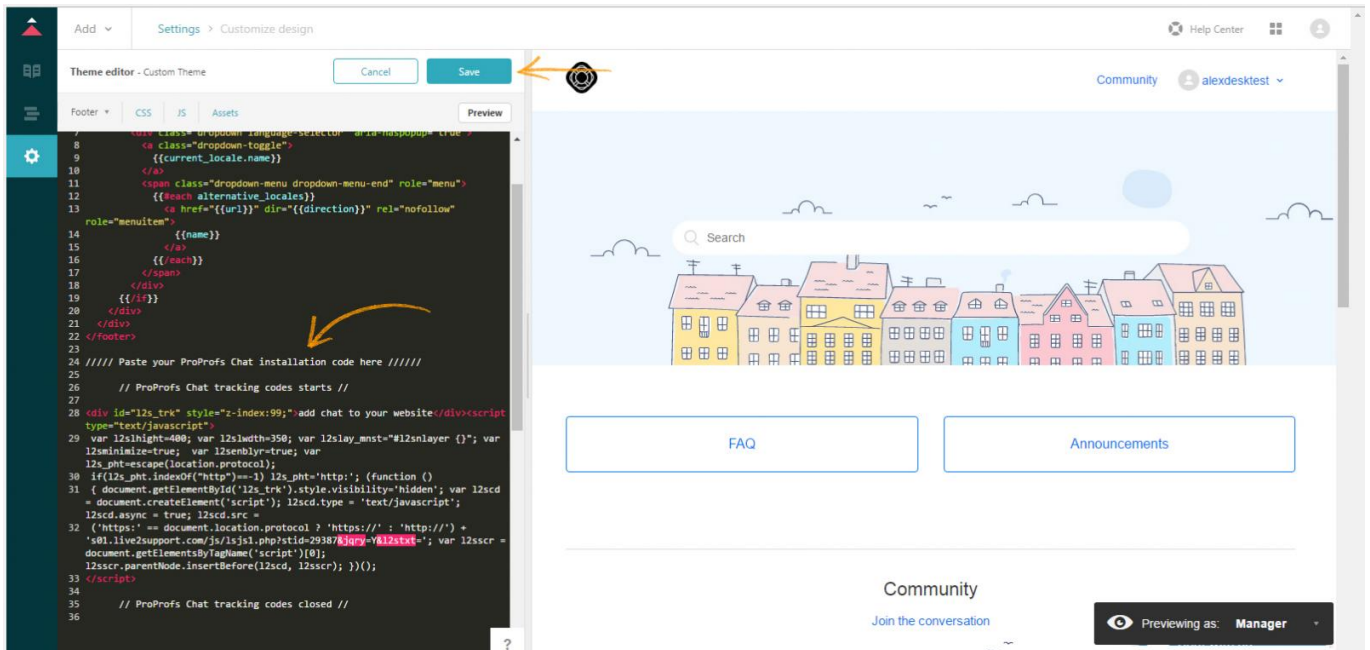 Add
Settings > Customize design
Help Center
Theme editor - Custom Theme
Cancel
Save
Footer
CSS
JS
Assets
Preview
7 <div class="dropdown language-selector" aria-haspopup="true">
8 <a class="dropdown-toggle">
9 {{current_locale.name}}
10 </a>
11 <span class="dropdown-menu dropdown-menu-end" role="menu">
12 {{#each alternative_locales}}
13 <a href="{{url}}" dir="{{direction}}" rel="nofollow"
role="menuitem">
14 {{name}}
15 </a>
16 {{/each}}
17 </span>
18 </div>
19 {{/if}}
20 </div>
21 </div>
22 </footer>
23
24 ///// Paste your ProProfs Chat installation code here //////
25
26 // ProProfs Chat tracking codes starts //
27
28 <div id="l2s_trk" style="z-index:99;">add chat to your website</div><script
type="text/javascript">
29 var l2slhight=400; var l2slwdth=350; var l2slay_mnst="#l2snlayer {}"; var
l2sminimize=true; var l2senblyr=true; var
l2s_pht=escape(location.protocol);
30 if(l2s_pht.indexOf("http")==-1) l2s_pht='http:'; (function ()
31 { document.getElementById('l2s_trk').style.visibility='hidden'; var l2scd
= document.createElement('script'); l2scd.type = 'text/javascript';
l2scd.async = true; l2scd.src =
32 ('https:' == document.location.protocol ? 'https://' : 'http://') +
's01.live2support.com/js/lsjs1.php?stid=29387&jqry=Y&l2stxt='; var l2sscr =
document.getElementsByTagName('script')[0];
l2sscr.parentNode.insertBefore(l2scd, l2sscr); })();
33 </script>
34
35 // ProProfs Chat tracking codes closed //
36
?
Community
alexdesktest
Search
FAQ
Announcements
Community
Join the conversation
Previewing as: Manager